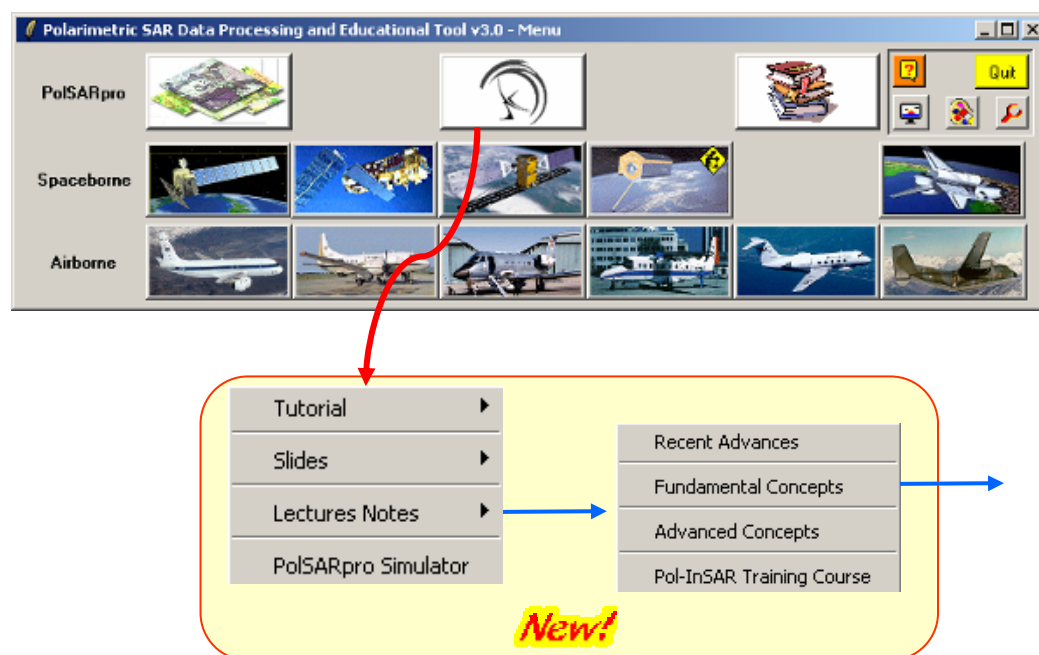 Polarimetric SAR Data Processing and Educational Tool v3.0 - Menu
PolSARpro
Quit
Spaceborne
Airborne
Tutorial
Slides
Lectures Notes
PolSARpro Simulator
Recent Advances
Fundamental Concepts
Advanced Concepts
Pol-InSAR Training Course
New!